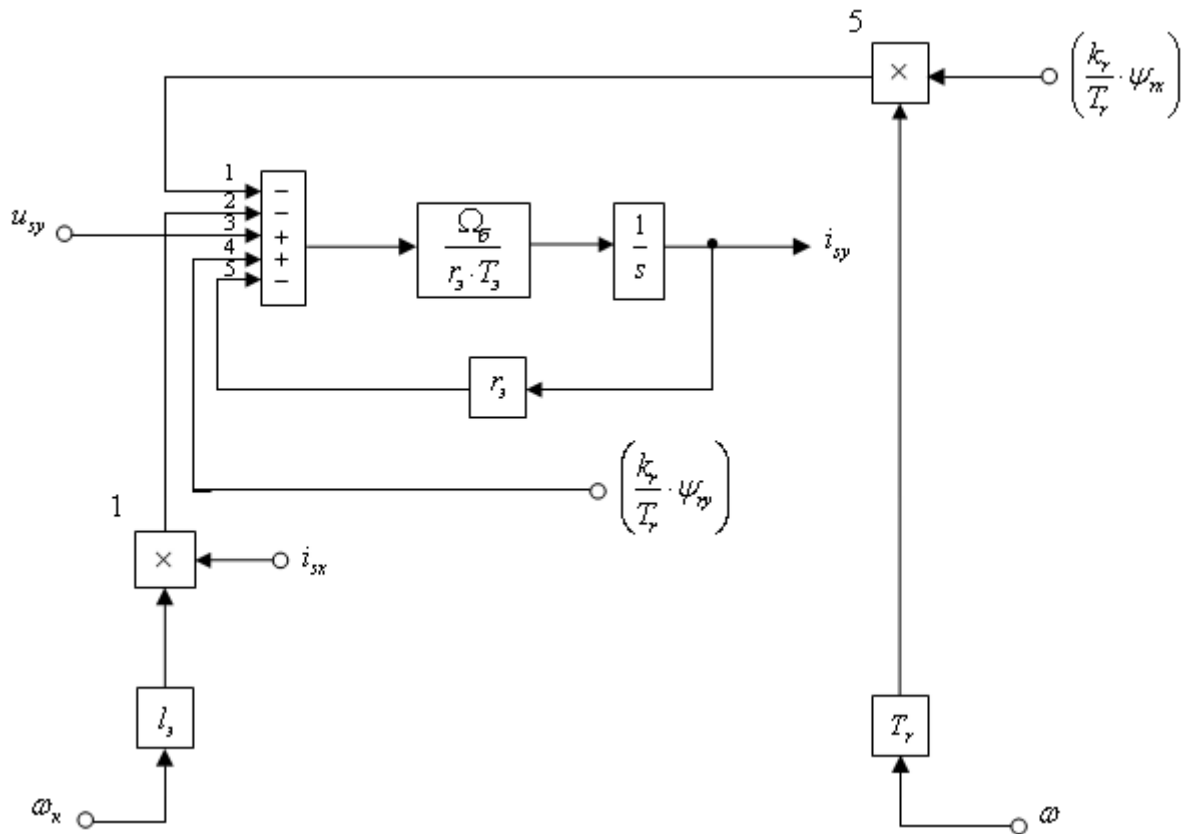 5
×
(k_r / T_r · ψ_rx)
1
2
3
4
5
−
−
+
+
−
u_sy
Ω_б / r_э · T_э
1 / s
i_sy
r_э
(k_r / T_r · ψ_ry)
1
×
i_sx
l_э
T_r
ω_к
ω